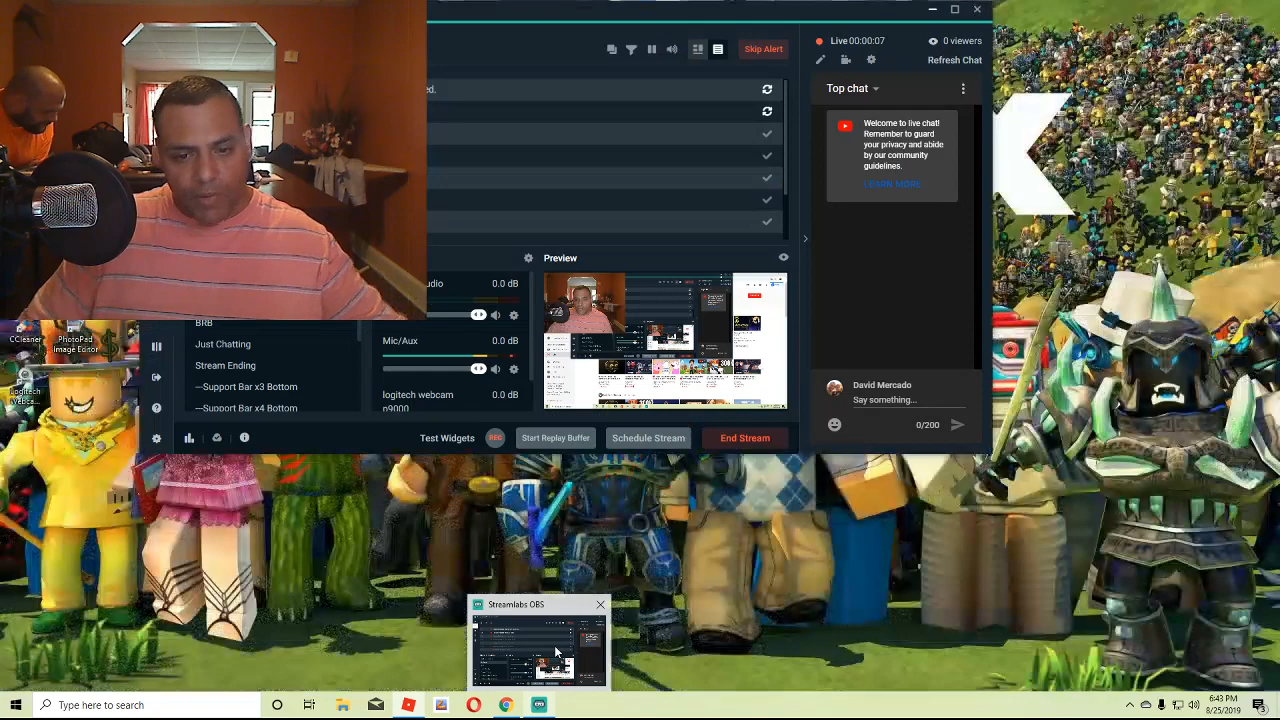 Live 00:00:07
0 viewers
Skip Alert
Refresh Chat
ed.
Top chat
Welcome to live chat!
Remember to guard
your privacy and abide
by our community
guidelines.
LEARN MORE
Preview
udio 0.0 dB
BRB
Just Chatting
Mic/Aux 0.0 dB
Stream Ending
—Support Bar x3 Bottom
logitech webcam 0.0 dB
—Support Bar x4 Bottom
David Mercado
Say something...
0/200
Test Widgets
REC
Start Replay Buffer
Schedule Stream
End Stream
CCleaner
PhotoPad
Image Editor
Streamlabs OBS
Type here to search
6:43 PM
8/25/2019
3